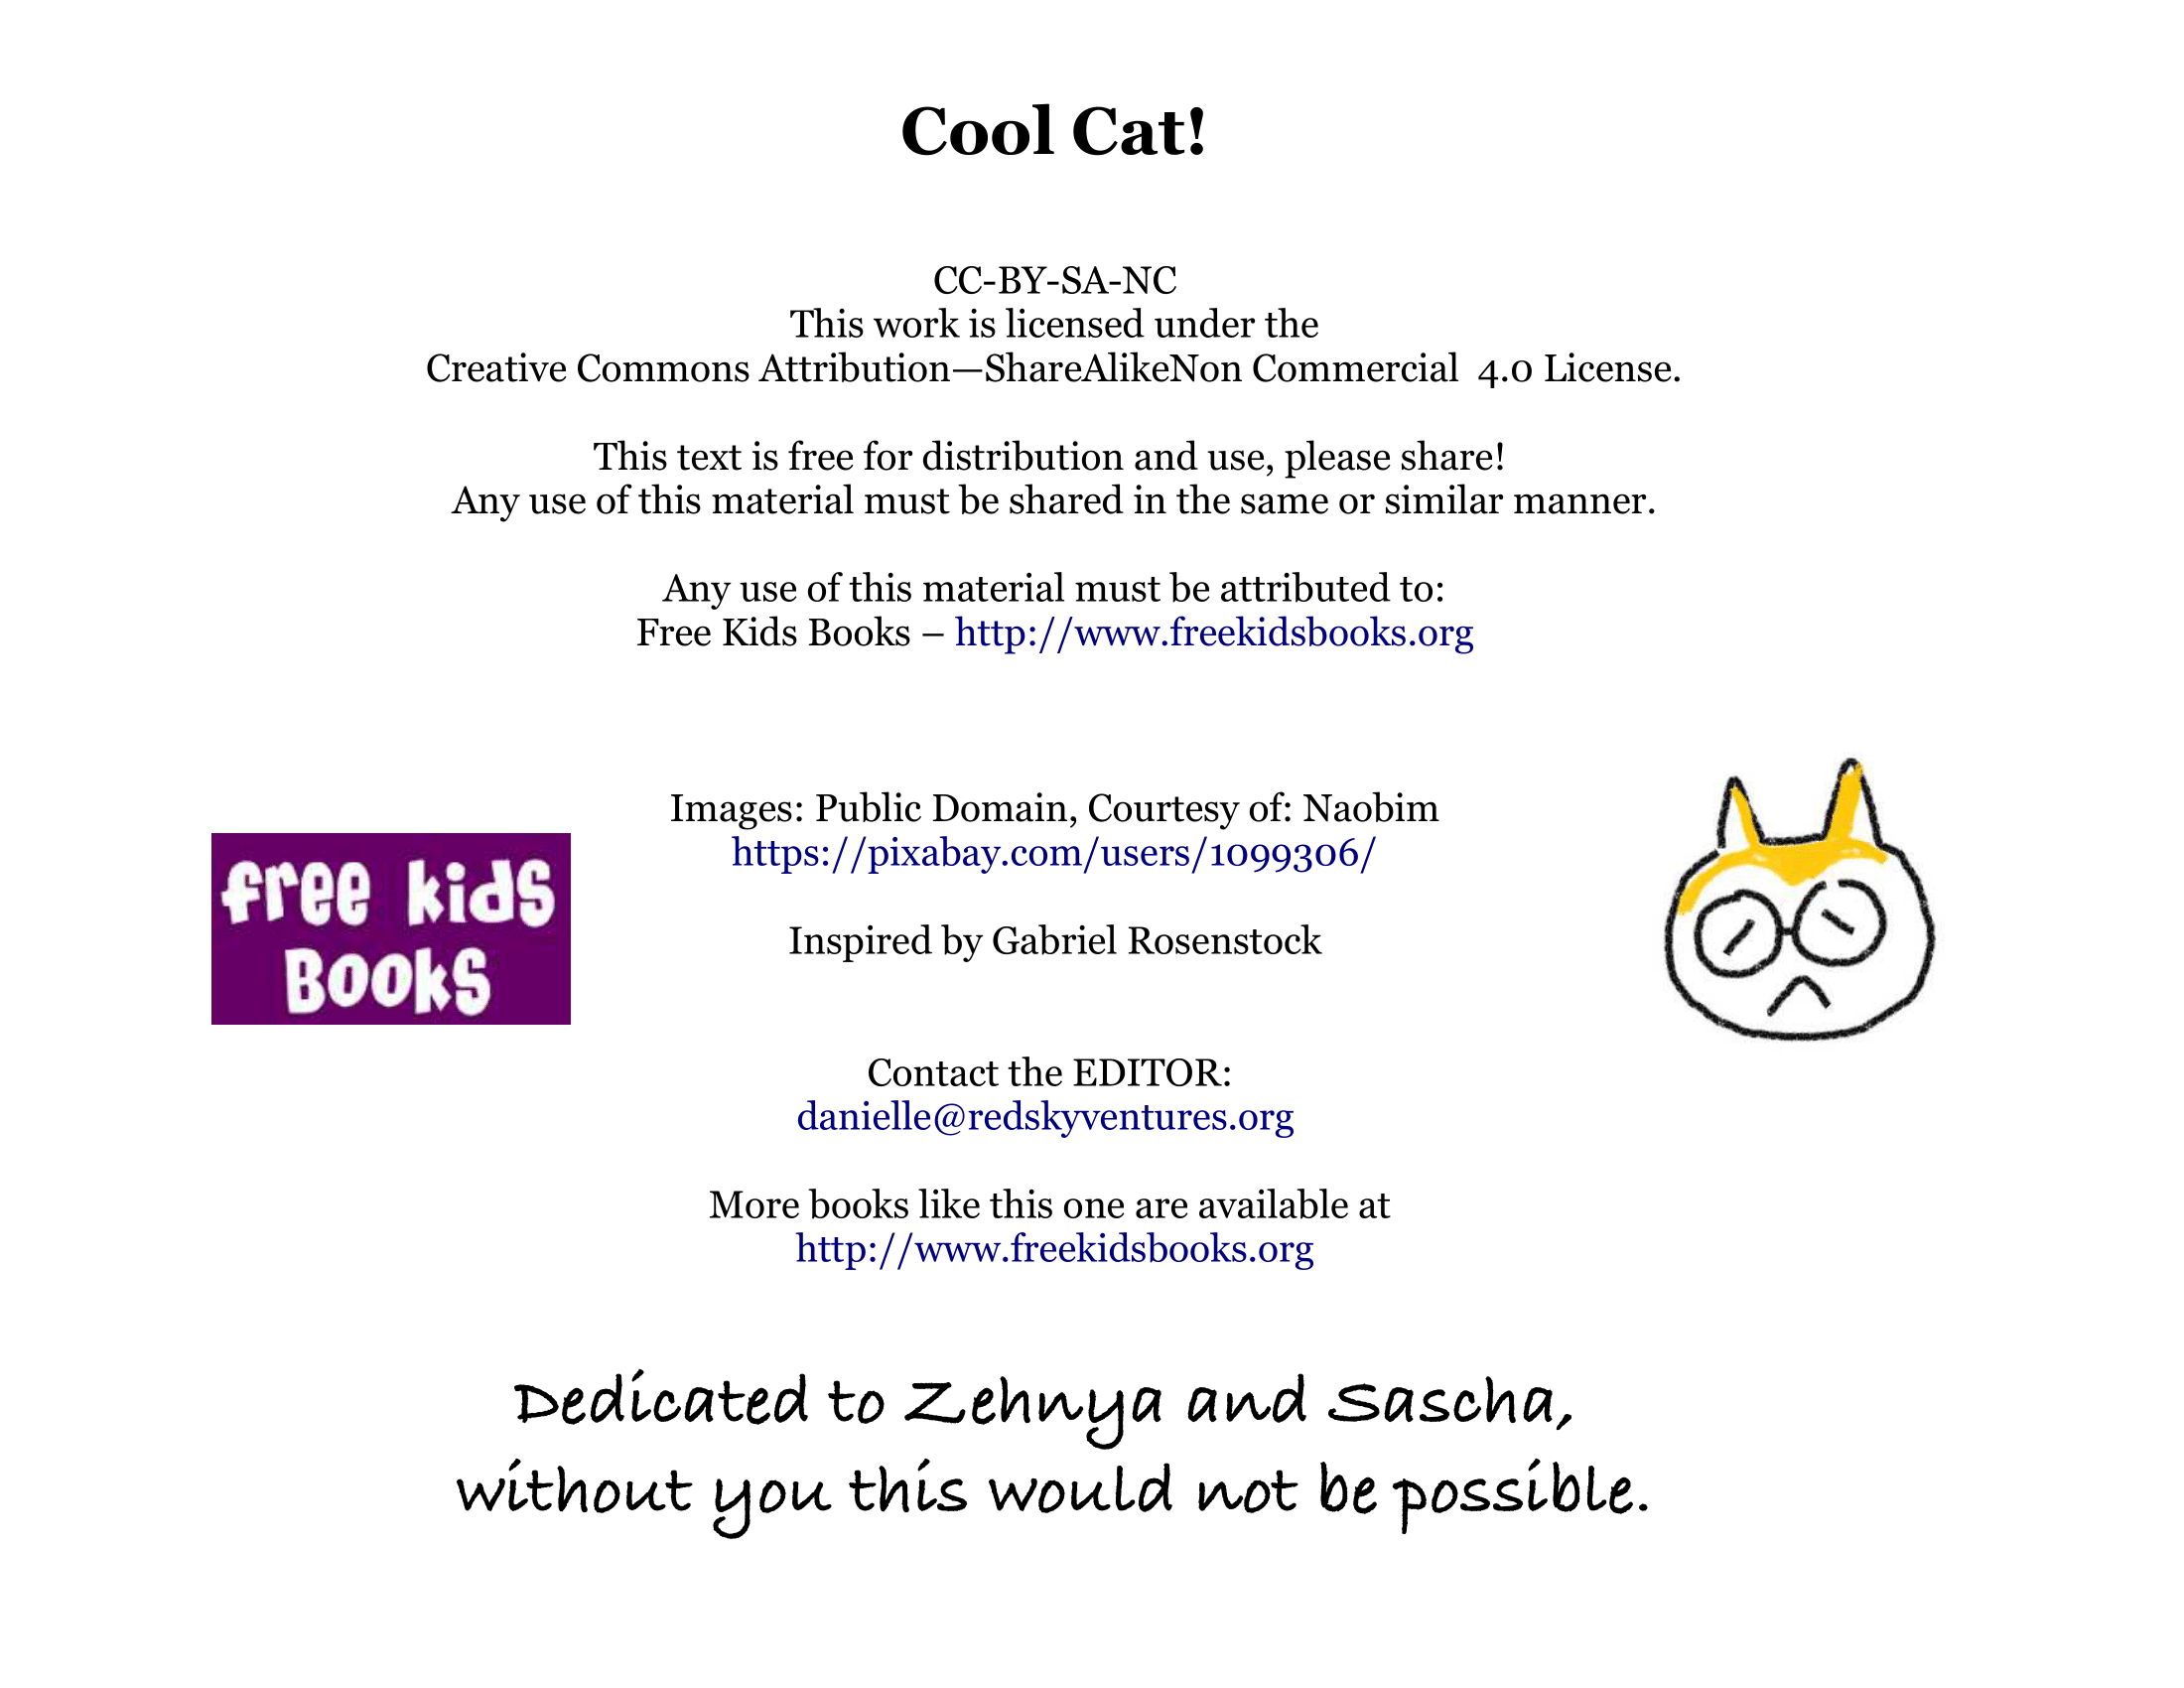 Cool Cat!
CC-BY-SA-NC
This work is licensed under the
Creative Commons Attribution—ShareAlikeNon Commercial  4.0 License.
This text is free for distribution and use, please share!
Any use of this material must be shared in the same or similar manner.
Any use of this material must be attributed to:
Free Kids Books – http://www.freekidsbooks.org
Images: Public Domain, Courtesy of: Naobim
https://pixabay.com/users/1099306/
free kids
Books
Inspired by Gabriel Rosenstock
Contact the EDITOR:
danielle@redskyventures.org
More books like this one are available at
http://www.freekidsbooks.org
Dedicated to Zehnya and Sascha,
without you this would not be possible.